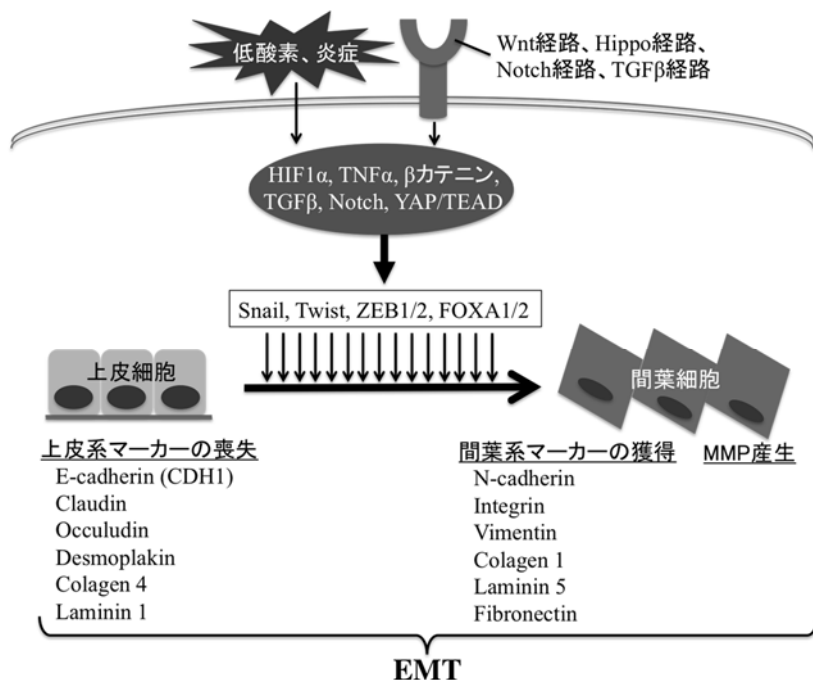 低酸素、炎症
Wnt経路、Hippo経路、
Notch経路、TGFβ経路
HIF1α, TNFα, βカテニン,
TGFβ, Notch, YAP/TEAD
Snail, Twist, ZEB1/2, FOXA1/2
上皮細胞
間葉細胞
上皮系マーカーの喪失
E-cadherin (CDH1)
Claudin
Occuludin
Desmoplakin
Colagen 4
Laminin 1
間葉系マーカーの獲得
N-cadherin
Integrin
Vimentin
Colagen 1
Laminin 5
Fibronectin
MMP産生
EMT